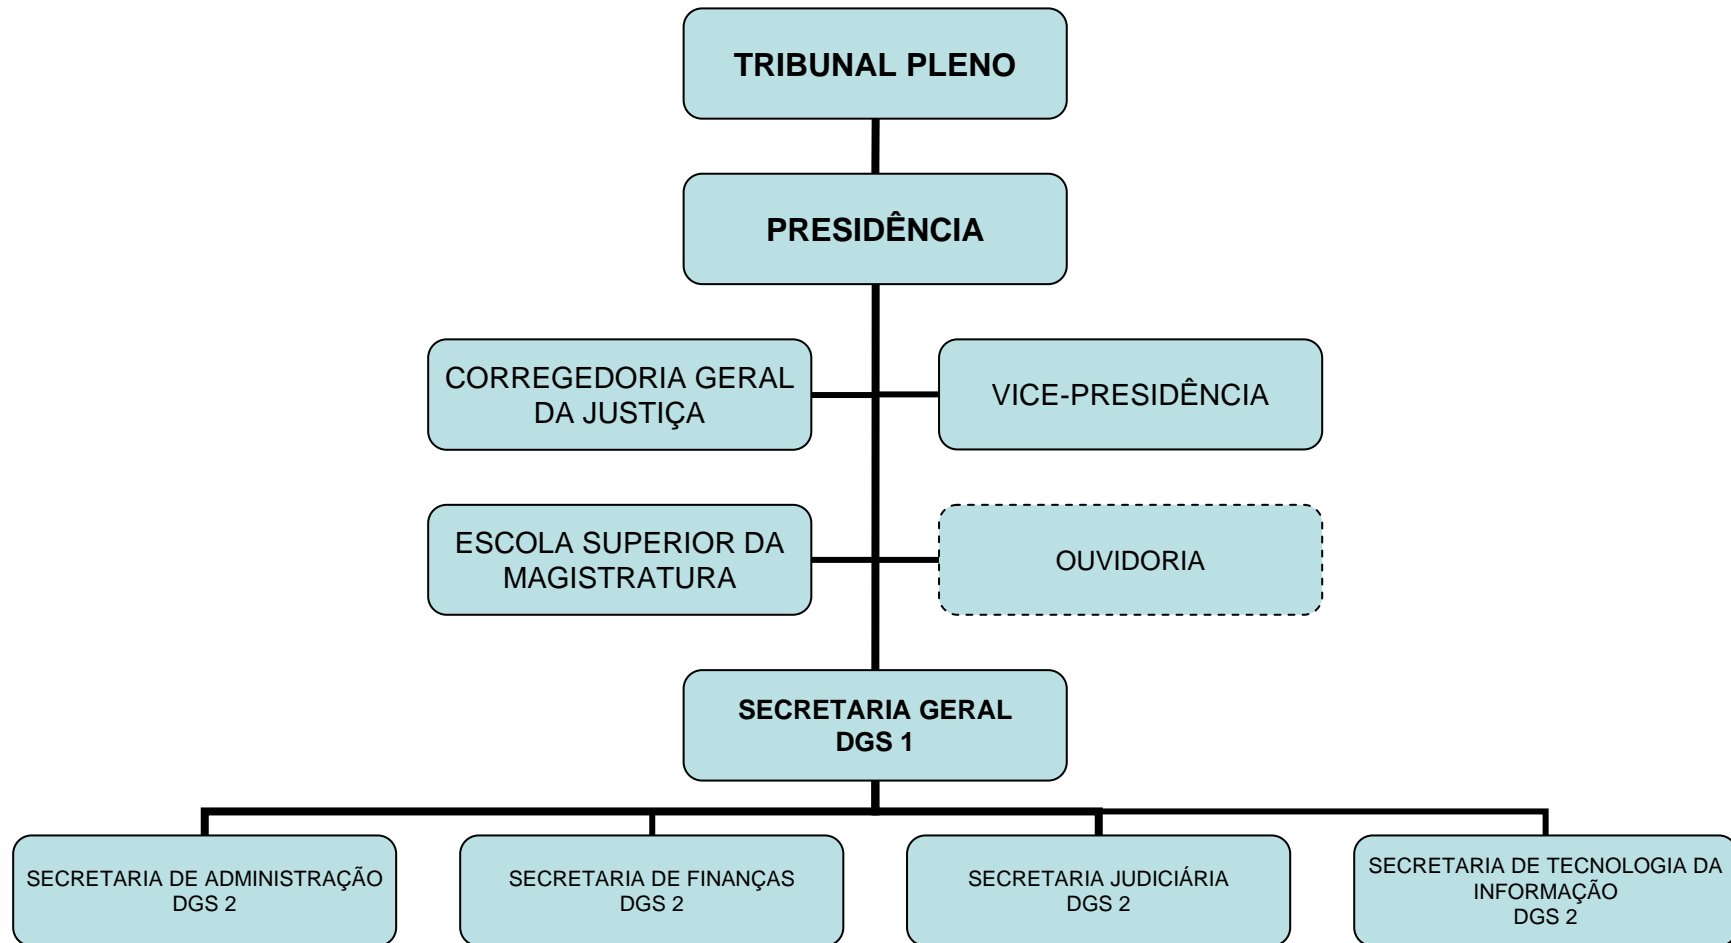 TRIBUNAL PLENO
PRESIDÊNCIA
CORREGEDORIA GERAL
DA JUSTIÇA
VICE-PRESIDÊNCIA
ESCOLA SUPERIOR DA
MAGISTRATURA
OUVIDORIA
SECRETARIA GERAL
DGS 1
SECRETARIA DE ADMINISTRAÇÃO
DGS 2
SECRETARIA DE FINANÇAS
DGS 2
SECRETARIA JUDICIÁRIA
DGS 2
SECRETARIA DE TECNOLOGIA DA
INFORMAÇÃO
DGS 2